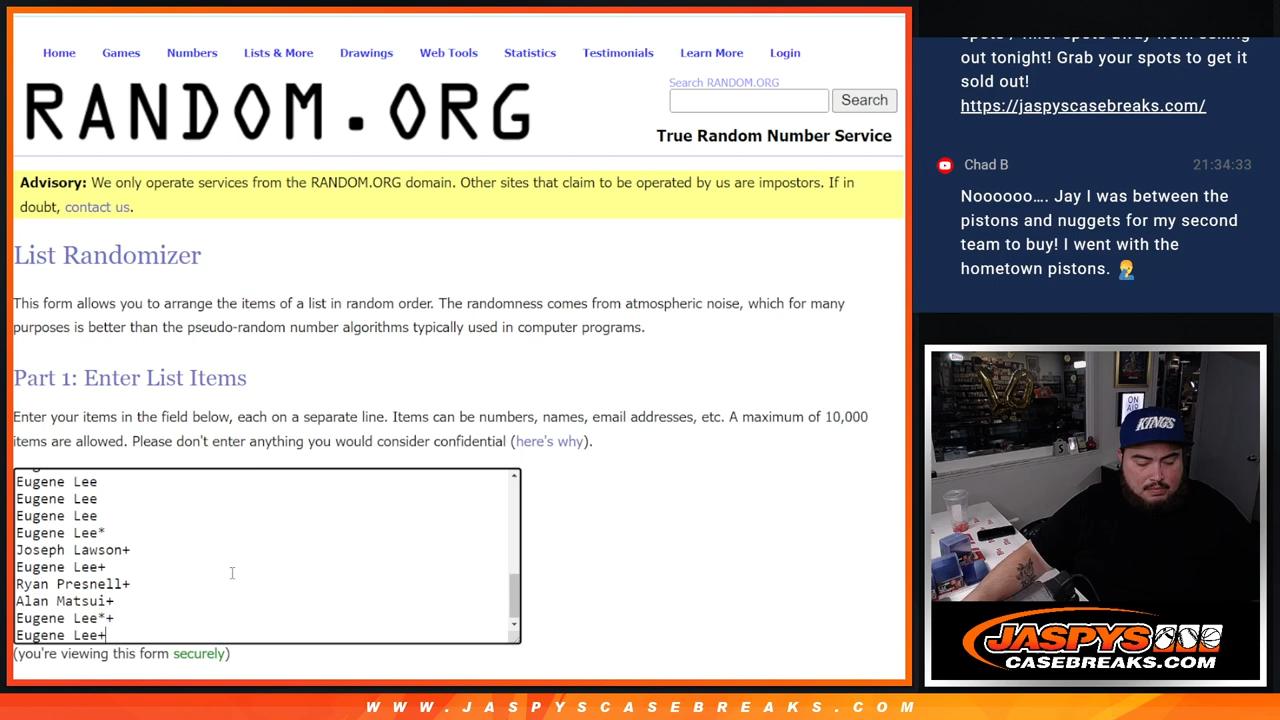 Home Games Numbers Lists & More Drawings Web Tools Statistics Testimonials Learn More Login
RANDOM.ORG
Search RANDOM.ORG
Search
True Random Number Service
Advisory: We only operate services from the RANDOM.ORG domain. Other sites that claim to be operated by us are impostors. If in
doubt, contact us.
List Randomizer
This form allows you to arrange the items of a list in random order. The randomness comes from atmospheric noise, which for many
purposes is better than the pseudo-random number algorithms typically used in computer programs.
Part 1: Enter List Items
Enter your items in the field below, each on a separate line. Items can be numbers, names, email addresses, etc. A maximum of 10,000
items are allowed. Please don't enter anything you would consider confidential (here's why).
Eugene Lee
Eugene Lee
Eugene Lee
Eugene Lee*
Joseph Lawson+
Eugene Lee+
Ryan Presnell+
Alan Matsui+
Eugene Lee*+
Eugene Lee+
(you're viewing this form securely)
out tonight! Grab your spots to get it
sold out!
https://jaspyscasebreaks.com/
Chad B 21:34:33
Noooooo.... Jay I was between the
pistons and nuggets for my second
team to buy! I went with the
hometown pistons. 🤦
ON
AIR
KINGS
JASPYS
CASEBREAKS.COM
WWW.JASPYSCASEBREAKS.COM